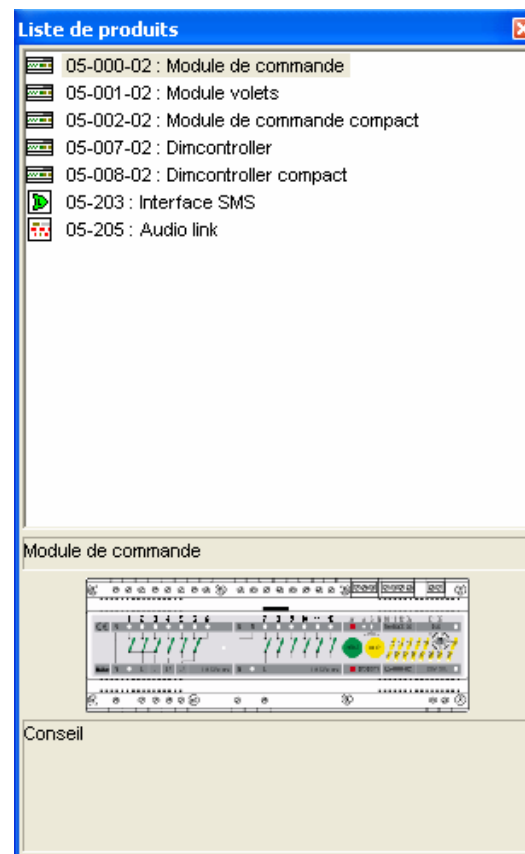 Liste de produits
05-000-02 : Module de commande
05-001-02 : Module volets
05-002-02 : Module de commande compact
05-007-02 : Dimcontroller
05-008-02 : Dimcontroller compact
05-203 : Interface SMS
05-205 : Audio link
Module de commande
Conseil